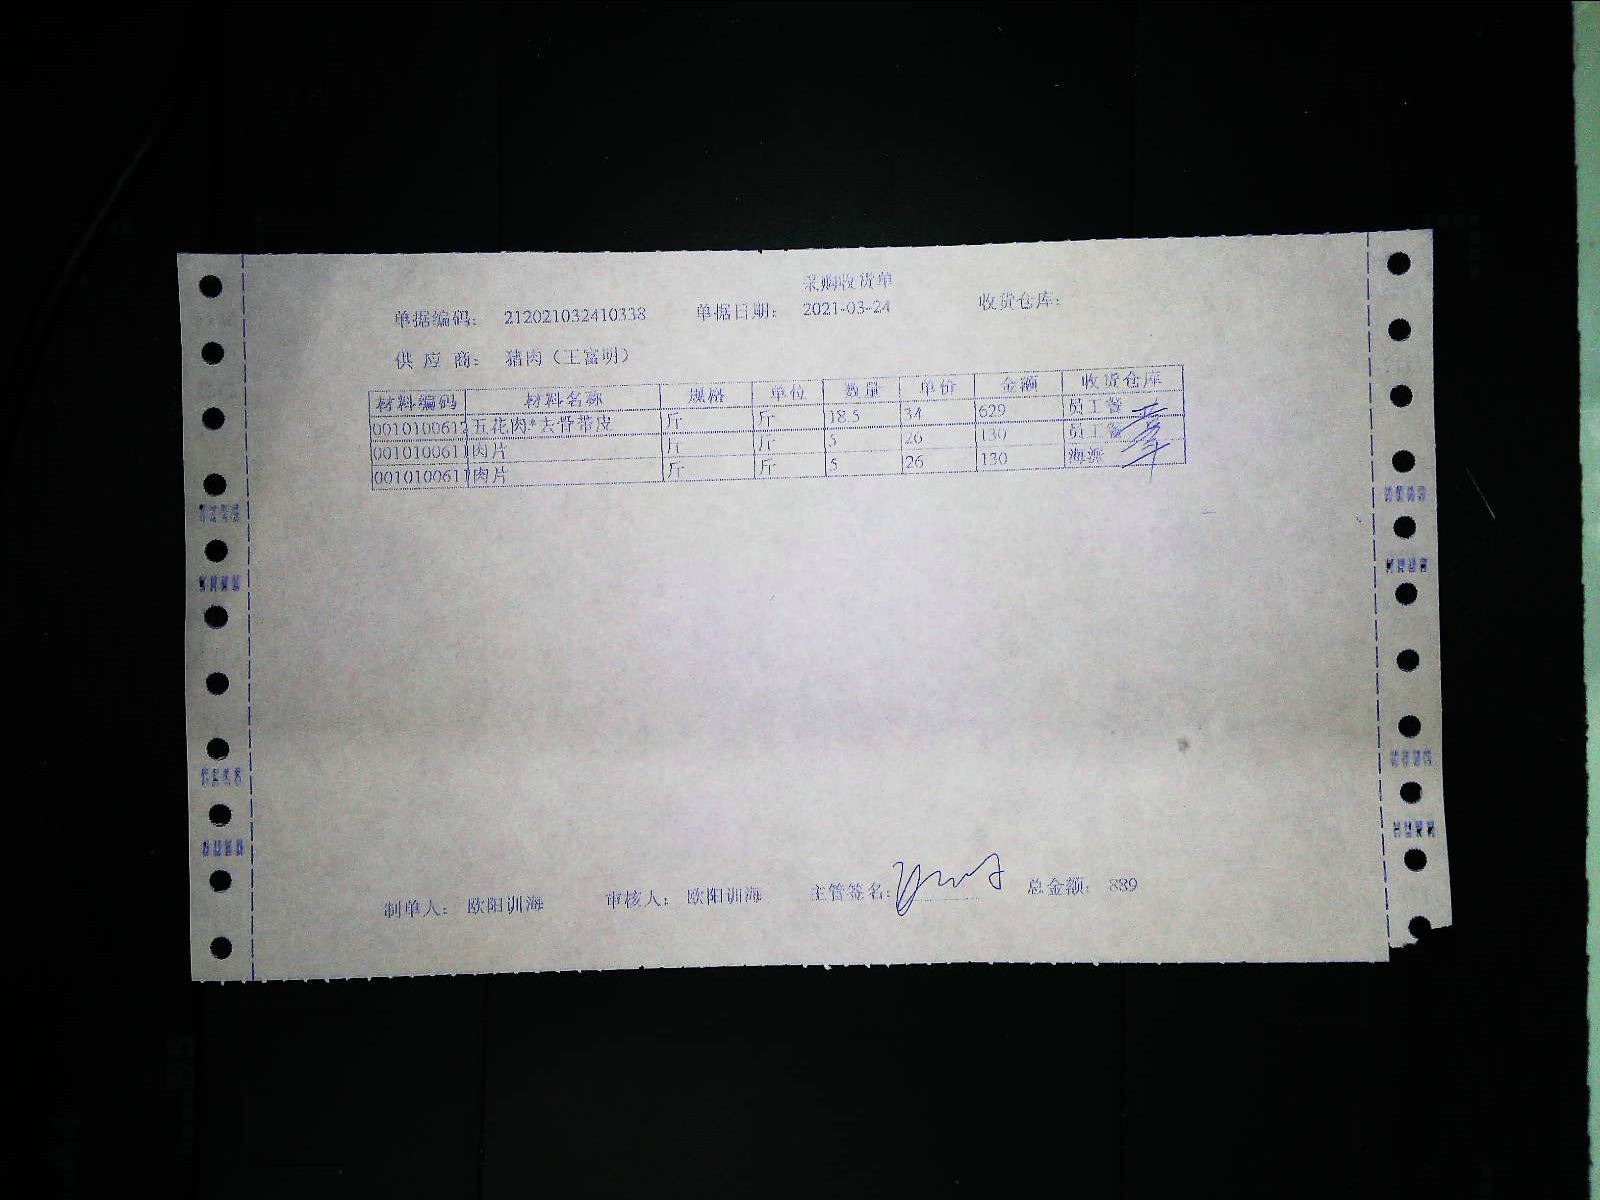 采购收货单
单据编码： 212021032410338 单据日期： 2021-03-24 收货仓库：
供 应 商： 猪肉（王富明）
材料编码 材料名称 规格 单位 数量 单价 金额 收货仓库
0010100612 五花肉*去骨带皮 斤 斤 18.5 34 629 员工餐
0010100611 肉片 斤 斤 5 26 130 员工餐
0010100611 肉片 斤 斤 5 26 130 海派
制单人： 欧阳训海 审核人： 欧阳训海 主管签名： 总金额： 889